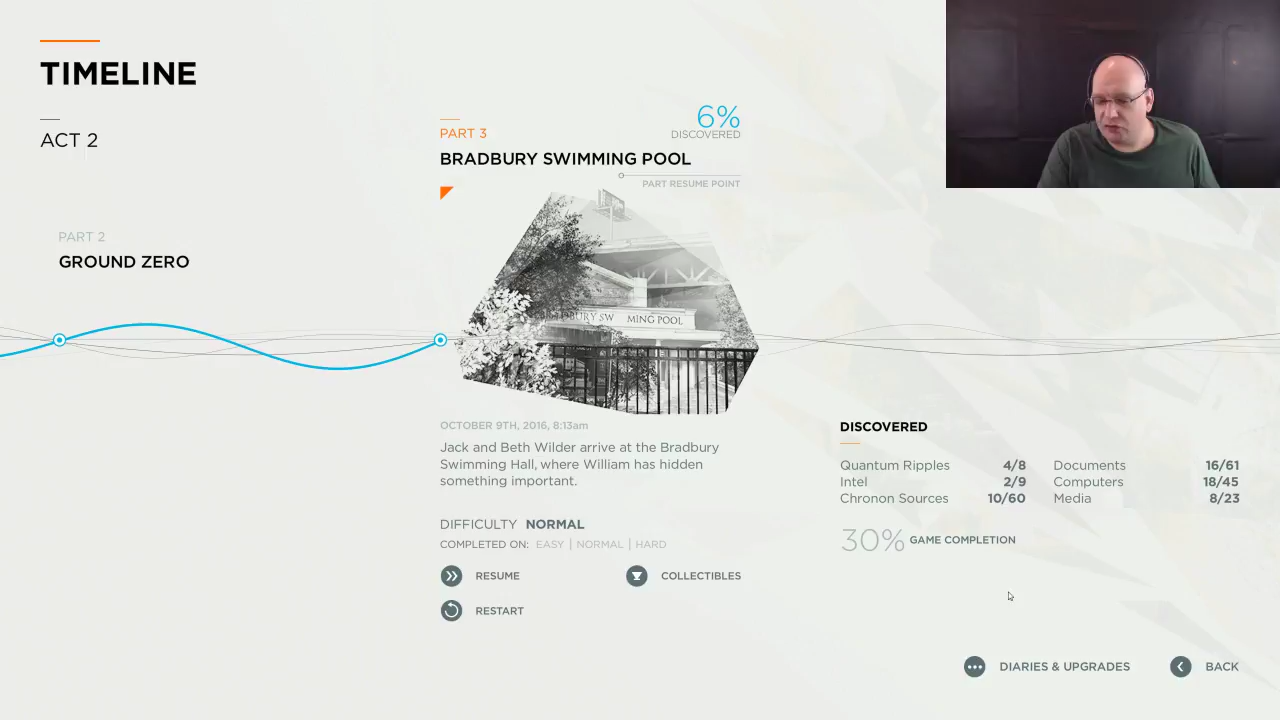 TIMELINE
ACT 2
PART 2
GROUND ZERO
PART 3
6%
DISCOVERED
BRADBURY SWIMMING POOL
PART RESUME POINT
MING POOL
OCTOBER 9TH, 2016, 8:13am
Jack and Beth Wilder arrive at the Bradbury
Swimming Hall, where William has hidden
something important.
DIFFICULTY NORMAL
COMPLETED ON: EASY | NORMAL | HARD
RESUME
COLLECTIBLES
RESTART
DISCOVERED
Quantum Ripples 4/8
Intel 2/9
Chronon Sources 10/60
Documents 16/61
Computers 18/45
Media 8/23
30% GAME COMPLETION
DIARIES & UPGRADES
BACK